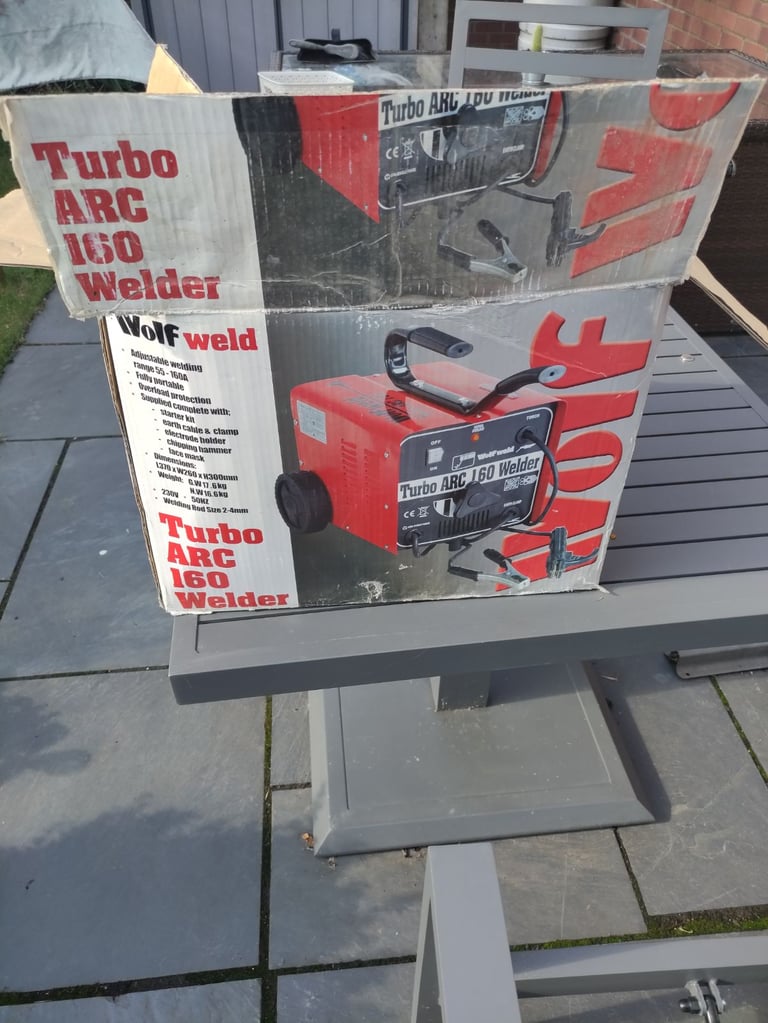 Turbo
ARC
160
Welder
Turbo ARC 160 Welder
CE
Wolf weld
- Adjustable welding
range 55 - 160A
- Fully portable
- Overload protection
- Supplied complete with:
- starter kit
- earth cable & clamp
- electrode holder
- chipping hammer
- face mask
- Dimensions:
L370 x W260 x H300mm
- Weight: G.W 17.6kg
N.W 16.6kg
- 230V - 50HZ
- Welding Rod Size 2-4mm
Turbo
ARC
160
Welder
OFF
ON
Wolf weld
Turbo ARC 160 Welder
CE
Wolf